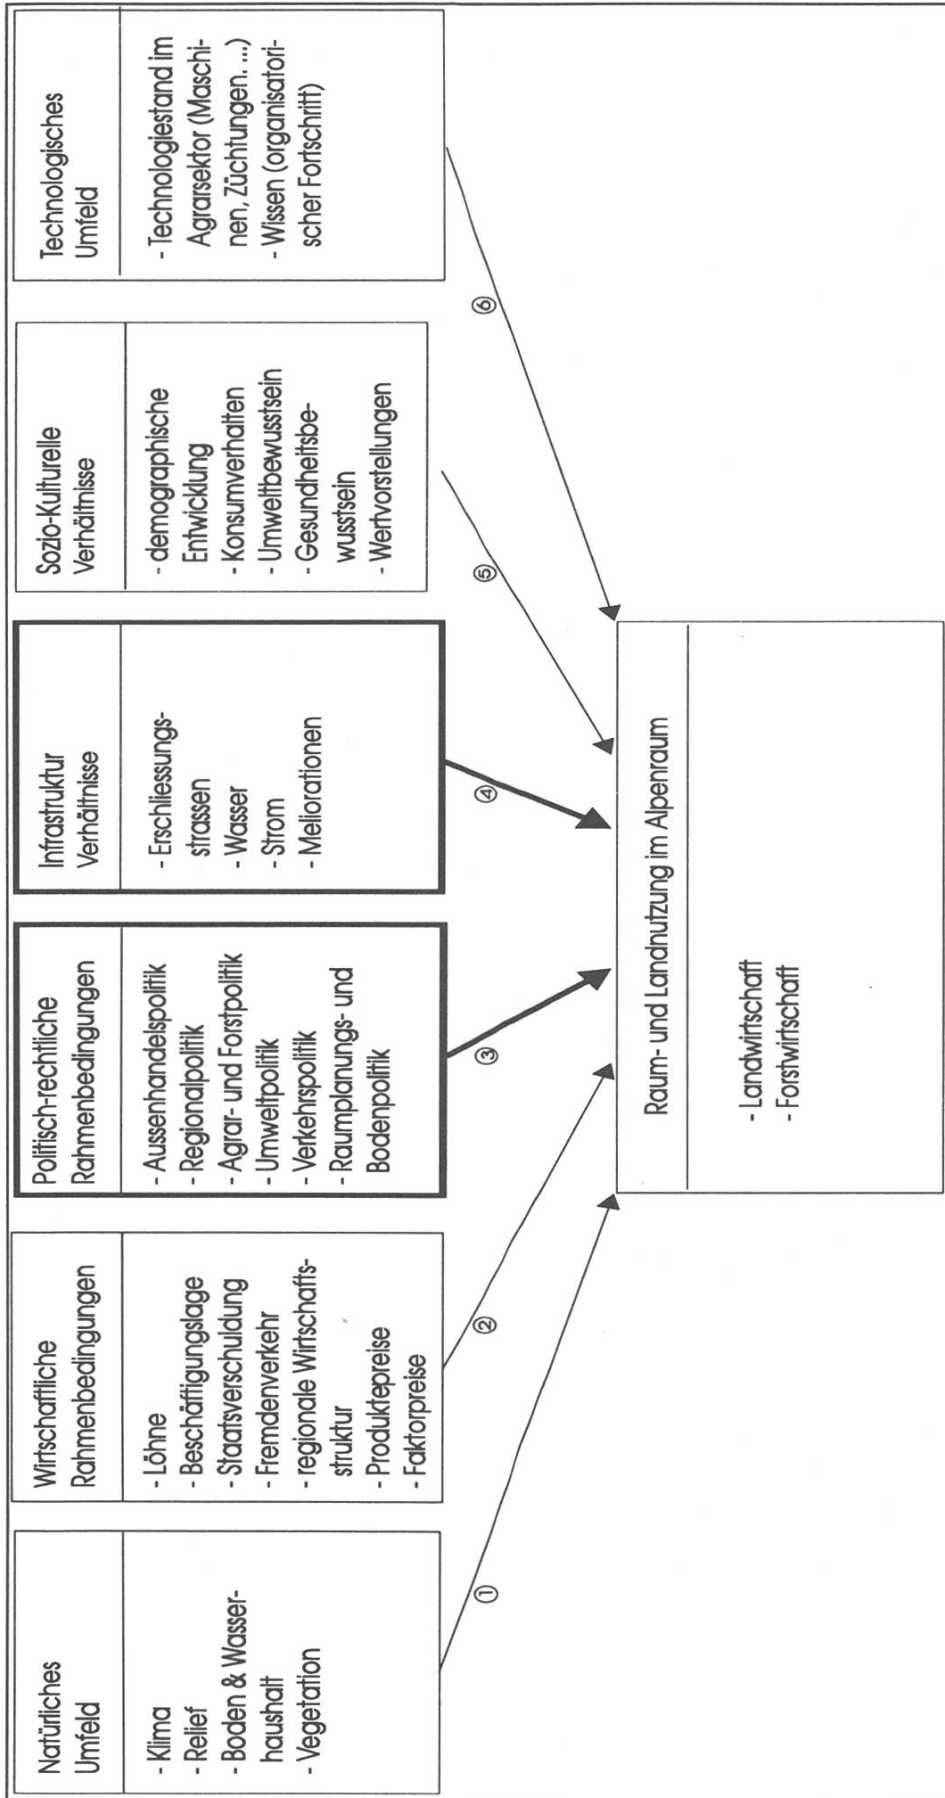 Natürliches
Umfeld
- Klima
- Relief
- Boden & Wasser-
haushalt
- Vegetation
①
Wirtschaftliche
Rahmenbedingungen
- Löhne
- Beschäftigungslage
- Staatsverschuldung
- Fremdenverkehr
- regionale Wirtschafts-
struktur
- Produktepreise
- Faktorpreise
②
Politisch-rechtliche
Rahmenbedingungen
- Aussenhandelspolitik
- Regionalpolitik
- Agrar- und Forstpolitik
- Umweltpolitik
- Verkehrspolitik
- Raumplanungs- und
Bodenpolitik
③
Infrastruktur
Verhältnisse
- Erschliessungs-
strassen
- Wasser
- Strom
- Meliorationen
④
Sozio-Kulturelle
Verhältnisse
- demographische
Entwicklung
- Konsumverhalten
- Umweltbewusstsein
- Gesundheitsbe-
wusstsein
- Wertvorstellungen
⑤
Technologisches
Umfeld
- Technologiestand im
Agrarsektor (Maschi-
nen, Züchtungen. ...)
- Wissen (organisatori-
scher Fortschritt)
⑥
Raum- und Landnutzung im Alpenraum
- Landwirtschaft
- Forstwirtschaft